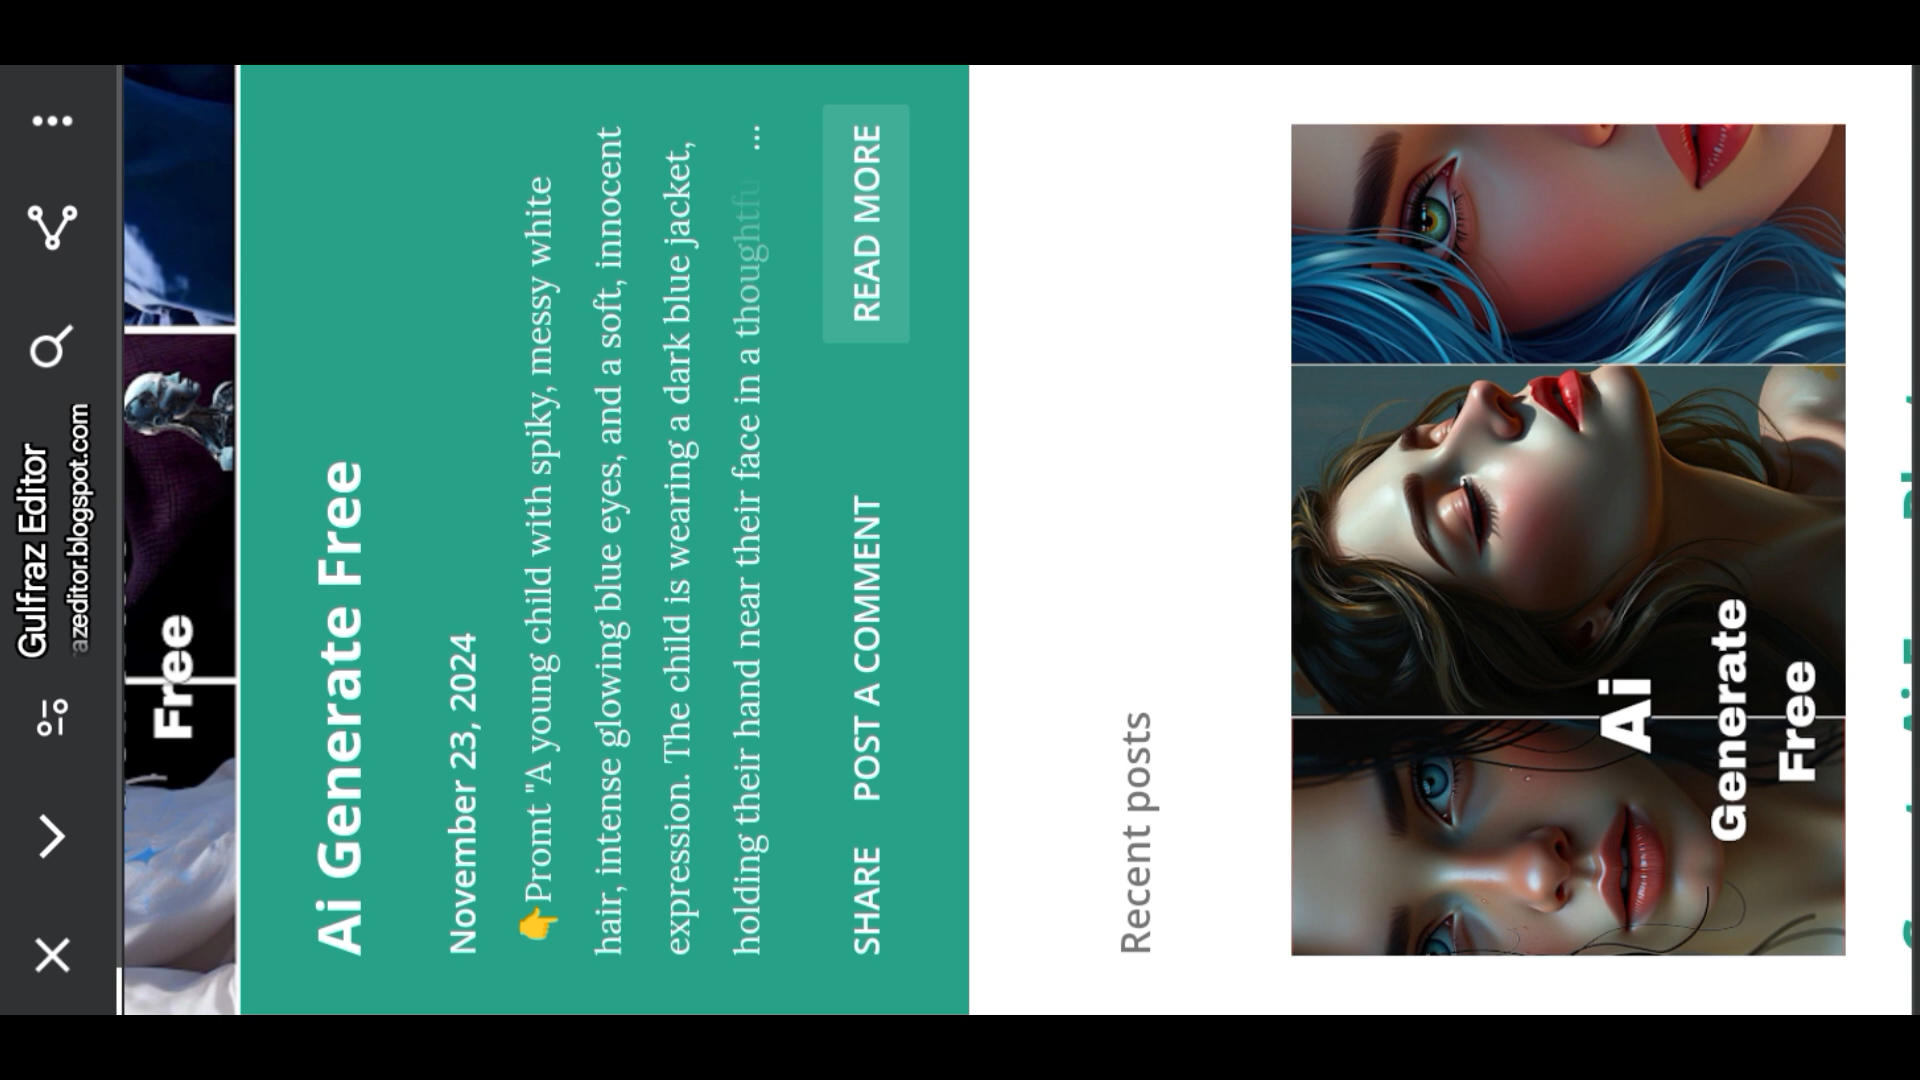 Gulfraz Editor
azeditor.blogspot.com
Free
Ai Generate Free
November 23, 2024
👉Promt "A young child with spiky, messy white
hair, intense glowing blue eyes, and a soft, innocent
expression. The child is wearing a dark blue jacket,
holding their hand near their face in a thoughtfu ...
SHARE POST A COMMENT READ MORE
Recent posts
Ai
Generate
Free